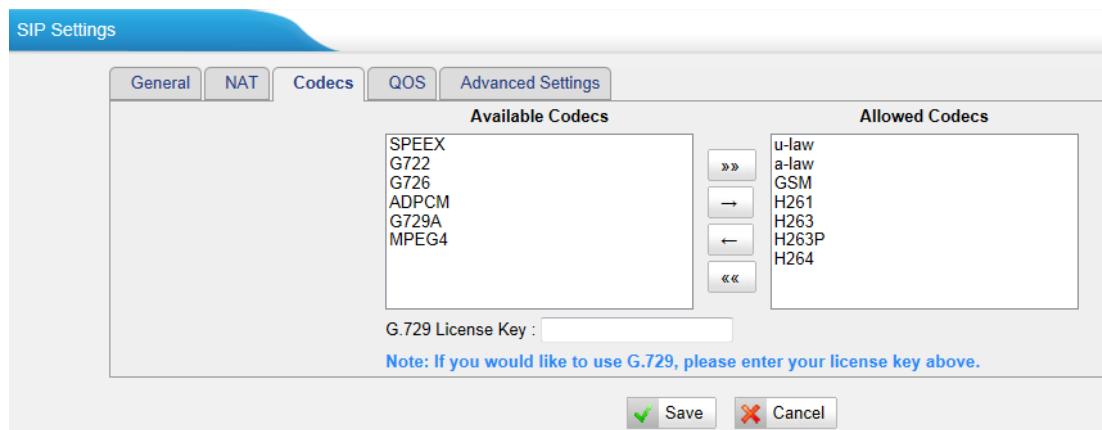 SIP Settings
General NAT Codecs QOS Advanced Settings
Available Codecs
SPEEX
G722
G726
ADPCM
G729A
MPEG4
»»
→
←
««
Allowed Codecs
u-law
a-law
GSM
H261
H263
H263P
H264
G.729 License Key :
Note: If you would like to use G.729, please enter your license key above.
Save Cancel